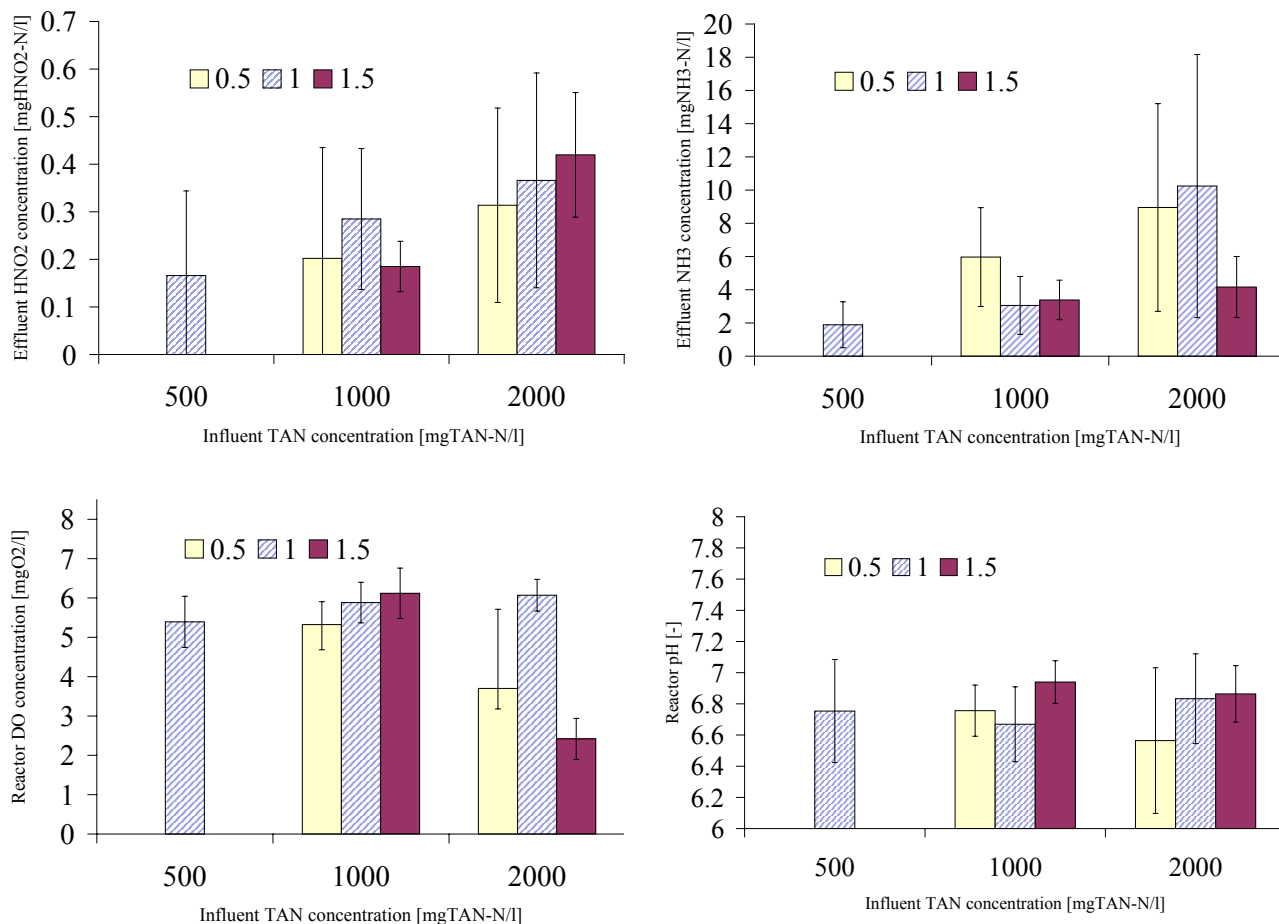 Effluent HNO2 concentration [mgHNO2-N/l]
0.7
0.6
0.5
0.4
0.3
0.2
0.1
0
0.5 1 1.5
500 1000 2000
Influent TAN concentration [mgTAN-N/l]
Effluent NH3 concentration [mgNH3-N/l]
20
18
16
14
12
10
8
6
4
2
0
0.5 1 1.5
500 1000 2000
Influent TAN concentration [mgTAN-N/l]
Reactor DO concentration [mgO2/l]
8
7
6
5
4
3
2
1
0
0.5 1 1.5
500 1000 2000
Influent TAN concentration [mgTAN-N/l]
Reactor pH [-]
8
7.8
7.6
7.4
7.2
7
6.8
6.6
6.4
6.2
6
0.5 1 1.5
500 1000 2000
Influent TAN concentration [mgTAN-N/l]